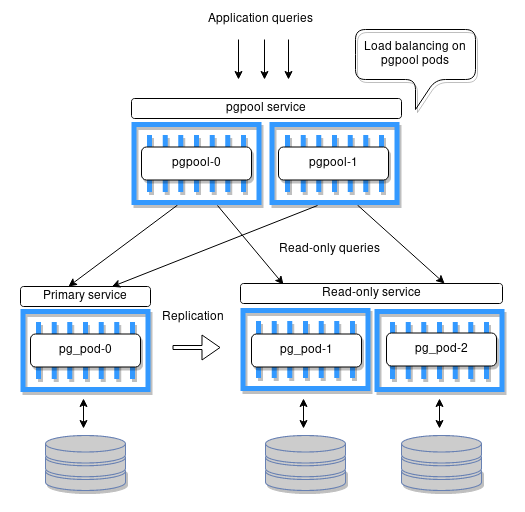 Application queries
Load balancing on
pgpool pods
pgpool service
pgpool-0
pgpool-1
Read-only queries
Primary service
Read-only service
Replication
pg_pod-0
pg_pod-1
pg_pod-2